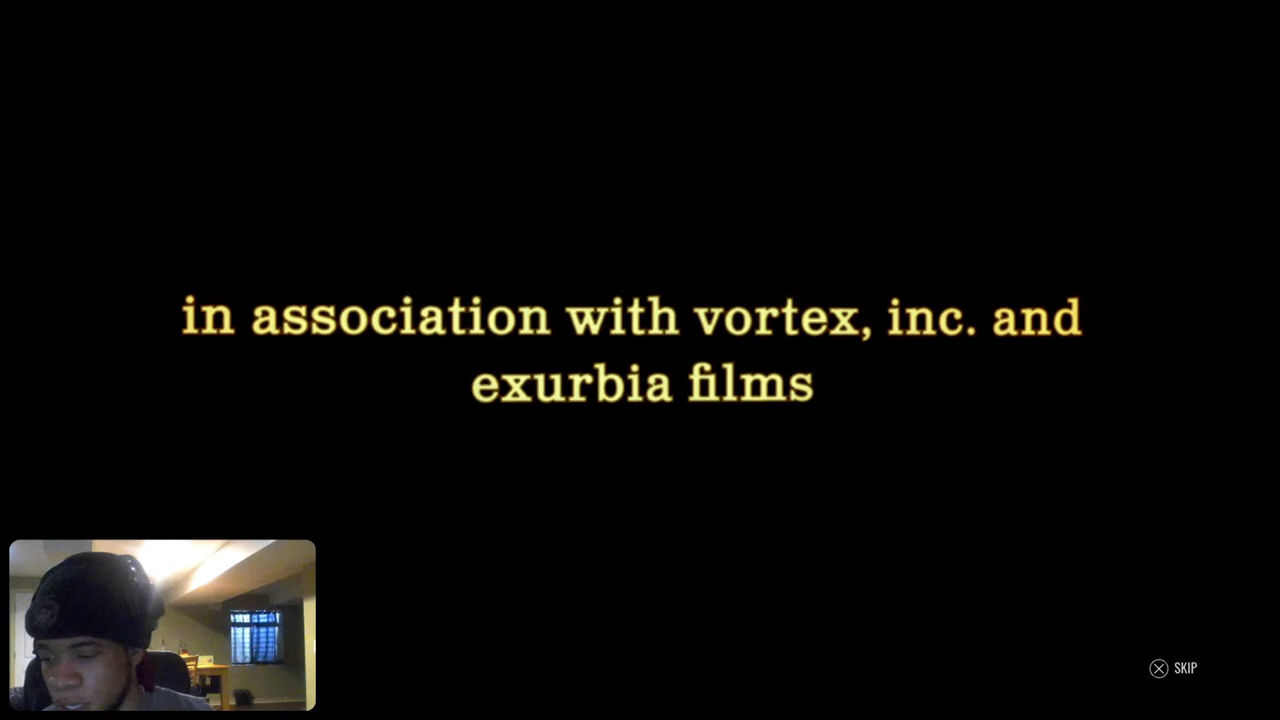 in association with vortex, inc. and
exurbia films
SKIP